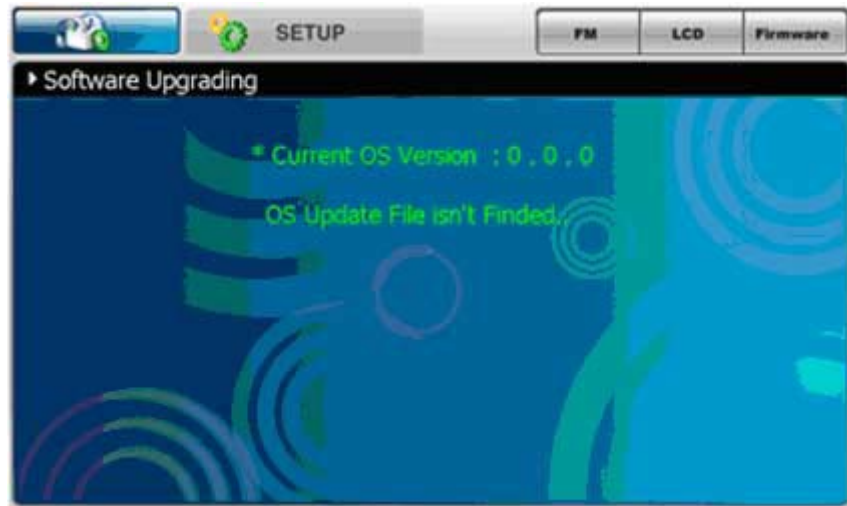 SETUP
FM
LCD
Firmware
Software Upgrading
* Current OS Version : 0 . 0 . 0
OS Update File isn't Finded..